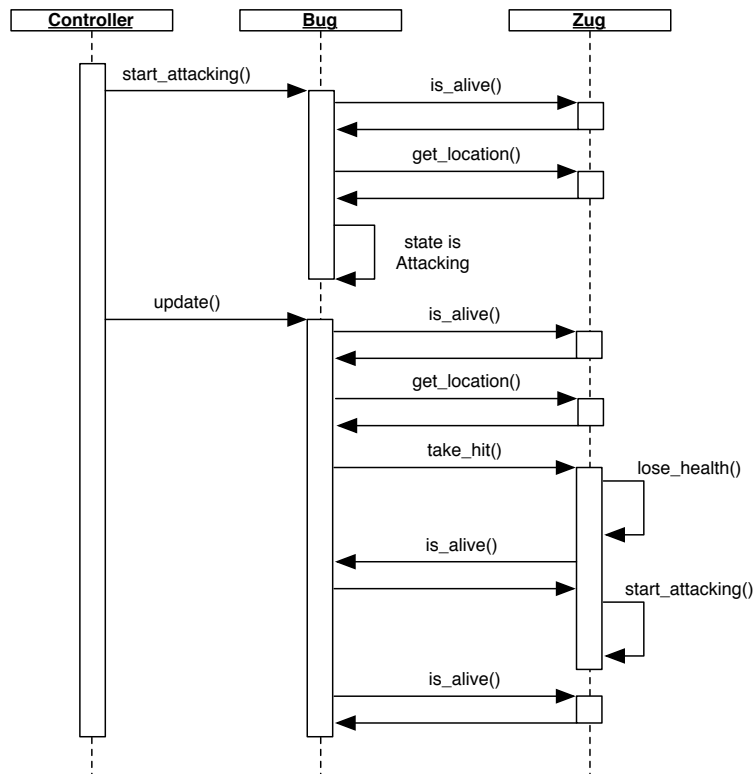 Controller
Bug
Zug
start_attacking()
is_alive()
get_location()
state is
Attacking
update()
is_alive()
get_location()
take_hit()
lose_health()
is_alive()
start_attacking()
is_alive()